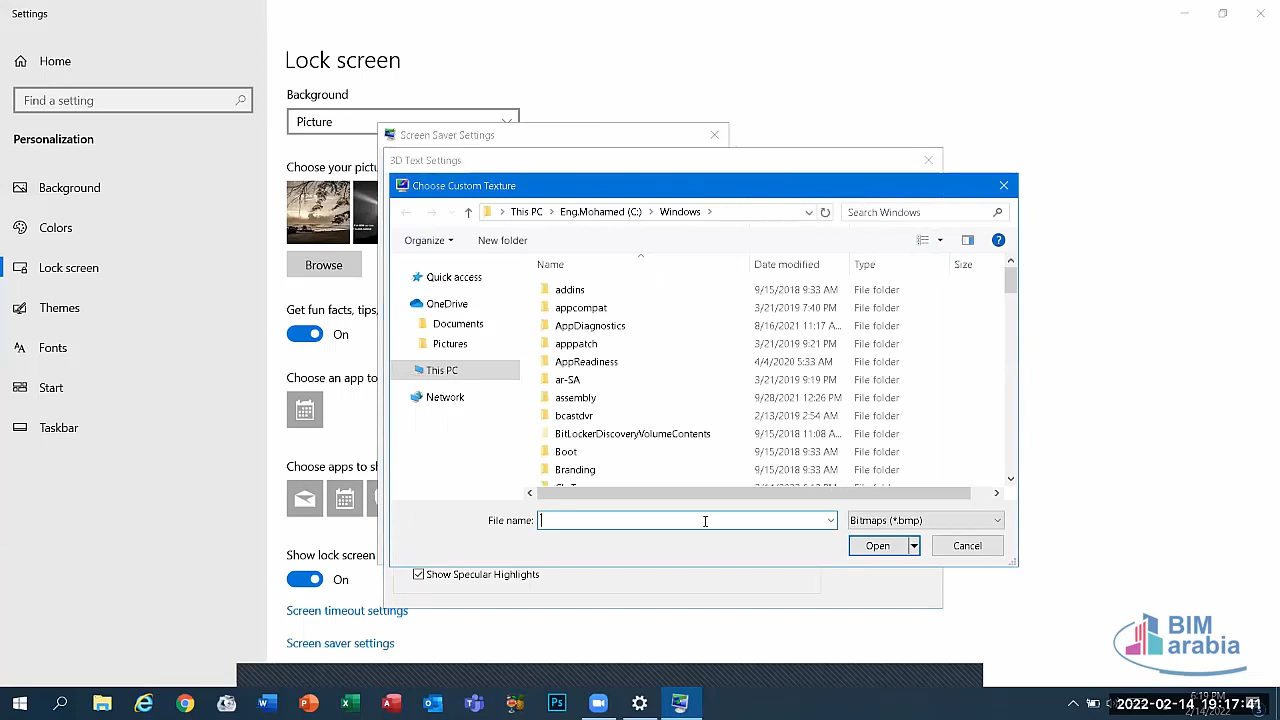 Settings
Home
Find a setting
Personalization
Background
Colors
Lock screen
Themes
Fonts
Start
Taskbar
Lock screen
Background
Picture
Choose your pictu
Browse
Get fun facts, tips,
On
Choose an app to
Choose apps to sh
Show lock screen
On
Screen timeout settings
Screen saver settings
Screen Saver Settings
3D Text Settings
Choose Custom Texture
This PC > Eng.Mohamed (C:) > Windows >
Search Windows
Organize
New folder
Quick access
OneDrive
Documents
Pictures
This PC
Network
Name Date modified Type Size
addins 9/15/2018 9:33 AM File folder
appcompat 3/21/2019 7:40 PM File folder
AppDiagnostics 8/16/2021 11:17 A... File folder
apppatch 3/21/2019 9:21 PM File folder
AppReadiness 4/4/2020 5:33 AM File folder
ar-SA 3/21/2019 9:19 PM File folder
assembly 9/28/2021 12:26 PM File folder
bcastdvr 2/13/2019 2:54 AM File folder
BitLockerDiscoveryVolumeContents 9/15/2018 11:08 A... File folder
Boot 9/15/2018 9:33 AM File folder
Branding 9/15/2018 9:33 AM File folder
File name:
Bitmaps (*.bmp)
Open
Cancel
Show Specular Highlights
BIM
arabia
6:19 PM
2022-02-14 19:17:41
2/14/2022